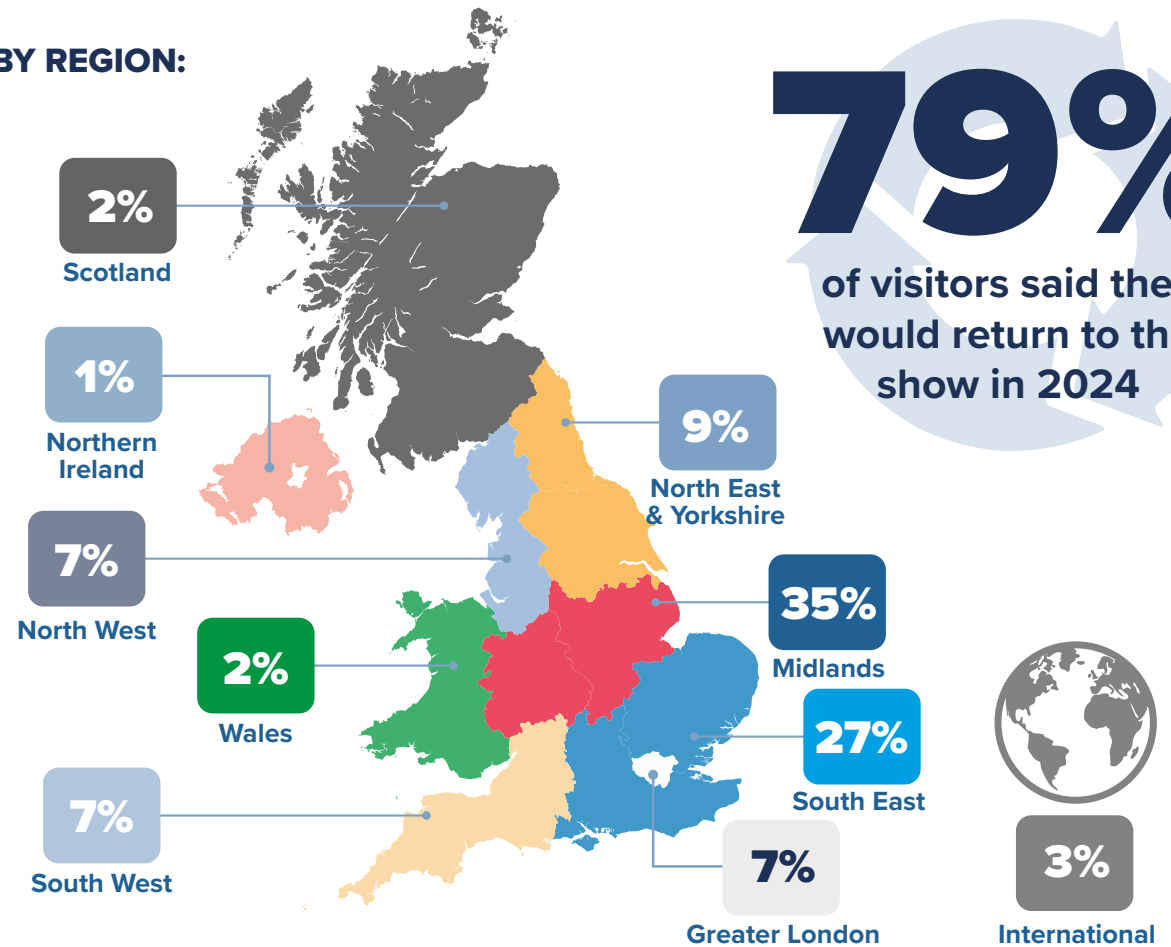 BY REGION:
79%
of visitors said the
would return to th
show in 2024
2%
Scotland
1%
Northern
Ireland
9%
North East
& Yorkshire
7%
North West
35%
Midlands
2%
Wales
27%
South East
7%
South West
7%
Greater London
3%
International